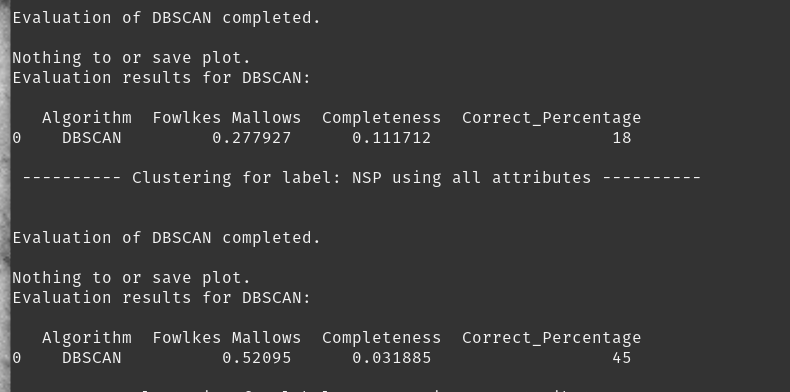 Evaluation of DBSCAN completed.
Nothing to or save plot.
Evaluation results for DBSCAN:
Algorithm Fowlkes Mallows Completeness Correct_Percentage
0 DBSCAN 0.277927 0.111712 18
---------- Clustering for label: NSP using all attributes ----------
Evaluation of DBSCAN completed.
Nothing to or save plot.
Evaluation results for DBSCAN:
Algorithm Fowlkes Mallows Completeness Correct_Percentage
0 DBSCAN 0.52095 0.031885 45